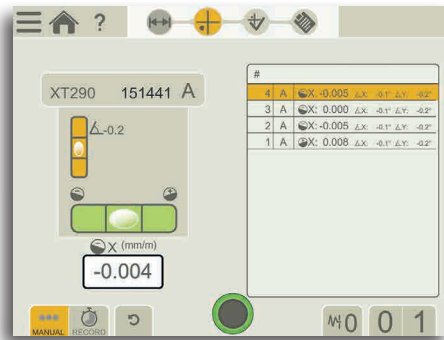 ?
XT290 151441 A
-0.2
X (mm/m)
-0.004
#
4 A X: -0.005 X: -0.1° Y: -0.2°
3 A X: 0.000 X: -0.1° Y: -0.2°
2 A X: -0.005 X: -0.1° Y: -0.2°
1 A X: 0.008 X: -0.1° Y: -0.2°
MANUAL RECORD
0 0 1